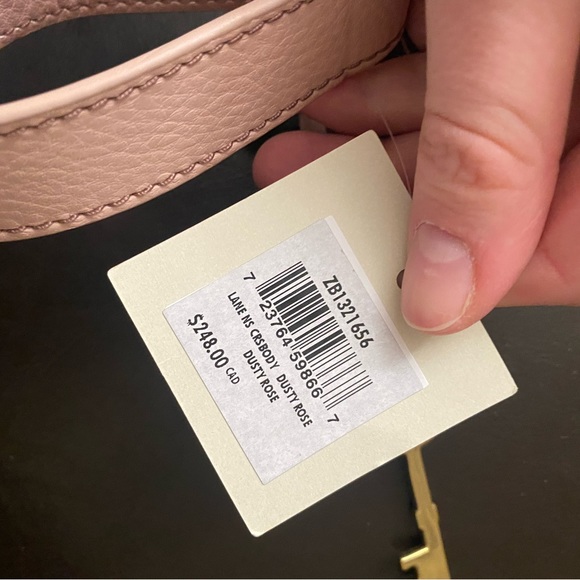 ZB1321656
7 23764 59866 7
LANE NS CRSBODY DUSTY ROSE
DUSTY ROSE
$248.00 CAD